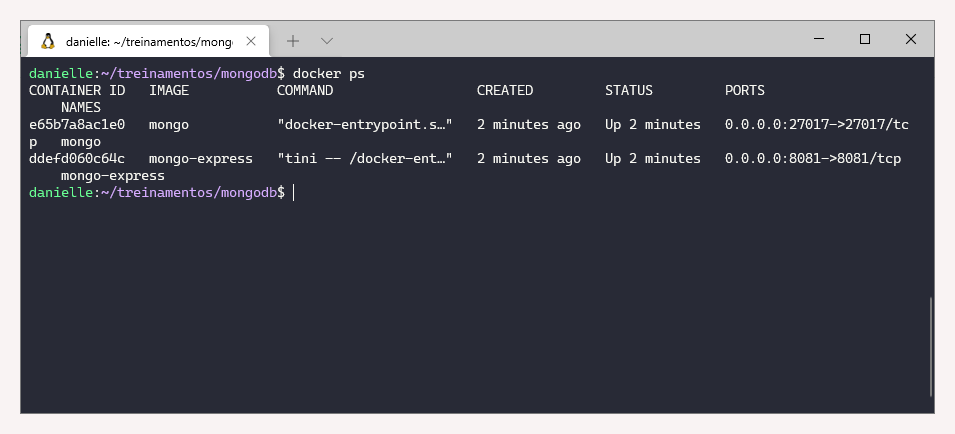 danielle: ~/treinamentos/mong
danielle:~/treinamentos/mongodb$ docker ps
CONTAINER ID   IMAGE           COMMAND                  CREATED         STATUS         PORTS
    NAMES
e65b7a8ac1e0   mongo           "docker-entrypoint.s…"   2 minutes ago   Up 2 minutes   0.0.0.0:27017->27017/tc
p   mongo
ddefd060c64c   mongo-express   "tini -- /docker-ent…"   2 minutes ago   Up 2 minutes   0.0.0.0:8081->8081/tcp
    mongo-express
danielle:~/treinamentos/mongodb$